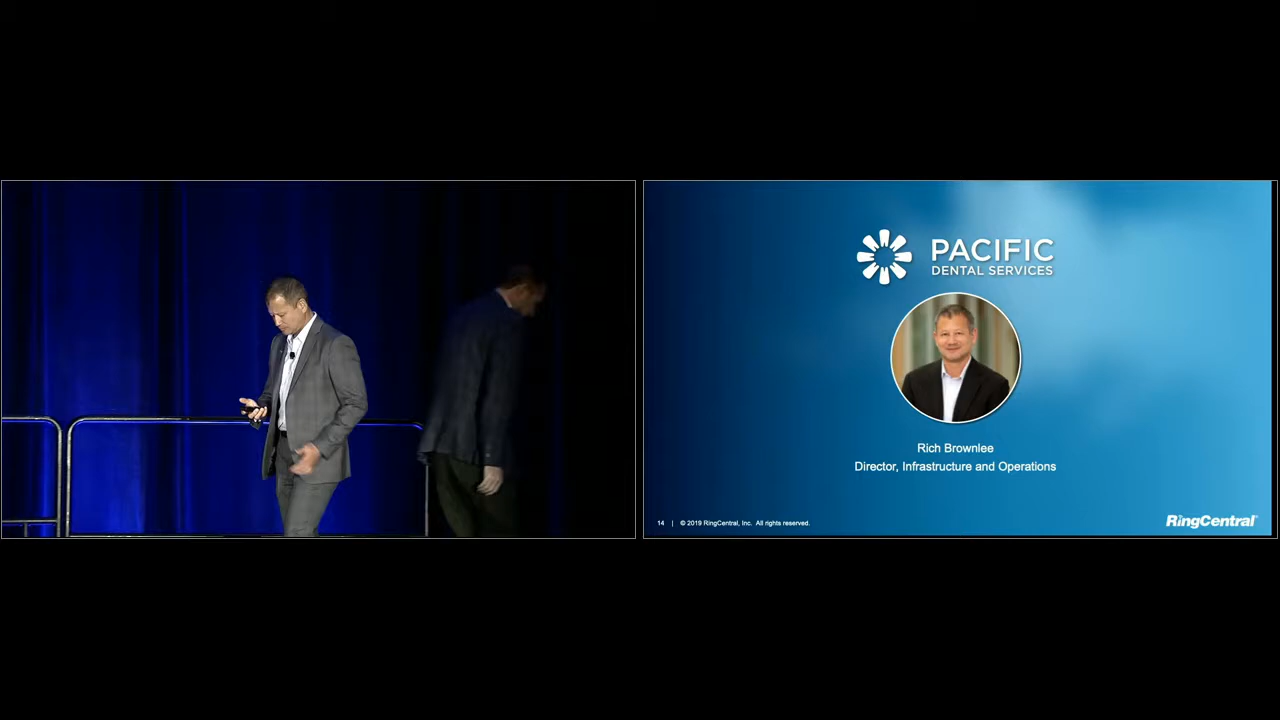 PACIFIC
DENTAL SERVICES
Rich Brownlee
Director, Infrastructure and Operations
14 | © 2019 RingCentral, Inc. All rights reserved.
RingCentral